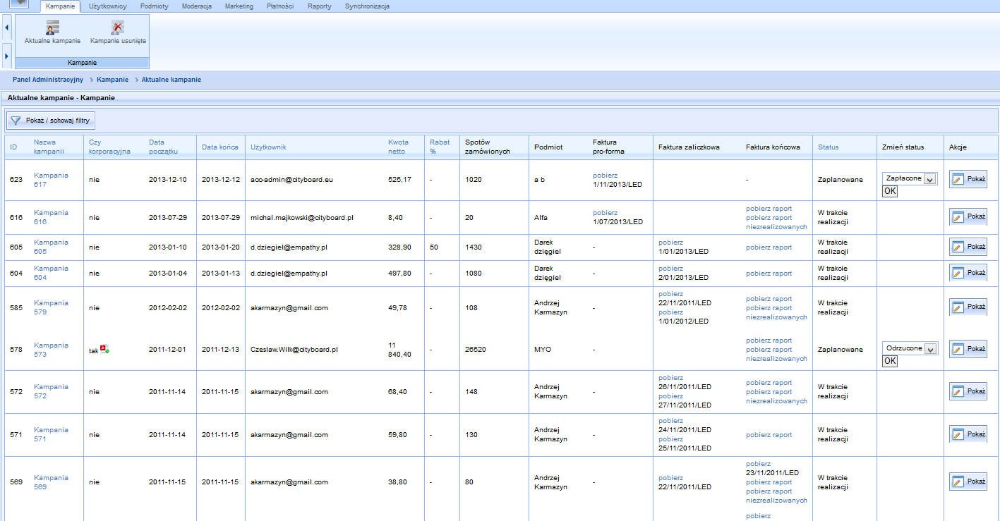 Kampanie Użytkownicy Podmioty Moderacja Marketing Płatności Raporty Synchronizacja
Aktualne kampanie Kampanie usunięte
Kampanie
Panel Administracyjny > Kampanie > Aktualne kampanie
Aktualne kampanie - Kampanie
Pokaż / schowaj filtry
ID Nazwa kampanii Czy korporacyjna Data początku Data końca Użytkownik Kwota netto Rabat % Spotów zamówionych Podmiot Faktura pro-forma Faktura zaliczkowa Faktura końcowa Status Zmień status Akcje
623 Kampania 617 nie 2013-12-10 2013-12-12 aco-admin@cityboard.eu 525,17 - 1020 a b pobierz 1/11/2013/LED - Zaplanowane Zapłacone OK Pokaż
616 Kampania 616 nie 2013-07-29 2013-07-29 michal.majkowski@cityboard.pl 8,40 - 20 Alfa pobierz 1/07/2013/LED pobierz raport pobierz raport niezrealizowanych W trakcie realizacji Pokaż
605 Kampania 605 nie 2013-01-10 2013-01-20 d.dziegiel@empathy.pl 328,90 50 1430 Darek dzięgiel - pobierz 1/01/2013/LED pobierz raport W trakcie realizacji Pokaż
604 Kampania 604 nie 2013-01-04 2013-01-13 d.dziegiel@empathy.pl 497,80 - 1080 Darek dzięgiel - pobierz 2/01/2013/LED pobierz raport W trakcie realizacji Pokaż
585 Kampania 579 nie 2012-02-02 2012-02-02 akarmazyn@gmail.com 49,78 - 108 Andrzej Karmazyn - pobierz 22/11/2011/LED pobierz 1/01/2012/LED pobierz raport pobierz raport niezrealizowanych W trakcie realizacji Pokaż
578 Kampania 573 tak 2011-12-01 2011-12-13 Czeslaw.Wilk@cityboard.pl 11 840,40 - 26520 MYO - pobierz raport pobierz raport niezrealizowanych Zaplanowane Odrzucone OK Pokaż
572 Kampania 572 nie 2011-11-14 2011-11-15 akarmazyn@gmail.com 68,40 - 148 Andrzej Karmazyn - pobierz 26/11/2011/LED pobierz 27/11/2011/LED pobierz raport pobierz raport niezrealizowanych W trakcie realizacji Pokaż
571 Kampania 571 nie 2011-11-14 2011-11-15 akarmazyn@gmail.com 59,80 - 130 Andrzej Karmazyn - pobierz 24/11/2011/LED pobierz 25/11/2011/LED pobierz raport W trakcie realizacji Pokaż
569 Kampania 569 nie 2011-11-15 2011-11-15 akarmazyn@gmail.com 38,80 - 80 Andrzej Karmazyn - pobierz 22/11/2011/LED pobierz 23/11/2011/LED pobierz raport pobierz raport niezrealizowanych W trakcie realizacji Pokaż
pobierz